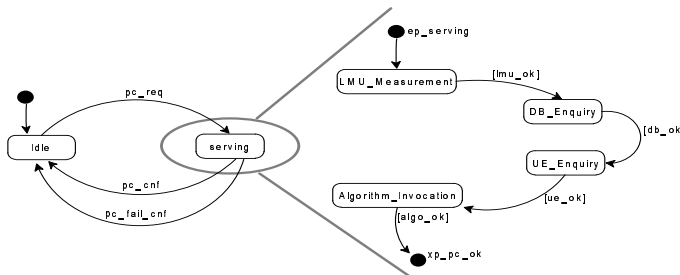 ep_serving
LMU_Measurement
[lmu_ok]
pc_req
DB_Enquiry
[db_ok
Idle
serving
UE_Enquiry
pc_cnf
Algorithm_Invocation
[ue_ok]
pc_fail_cnf
[algo_ok]
xp_pc_ok